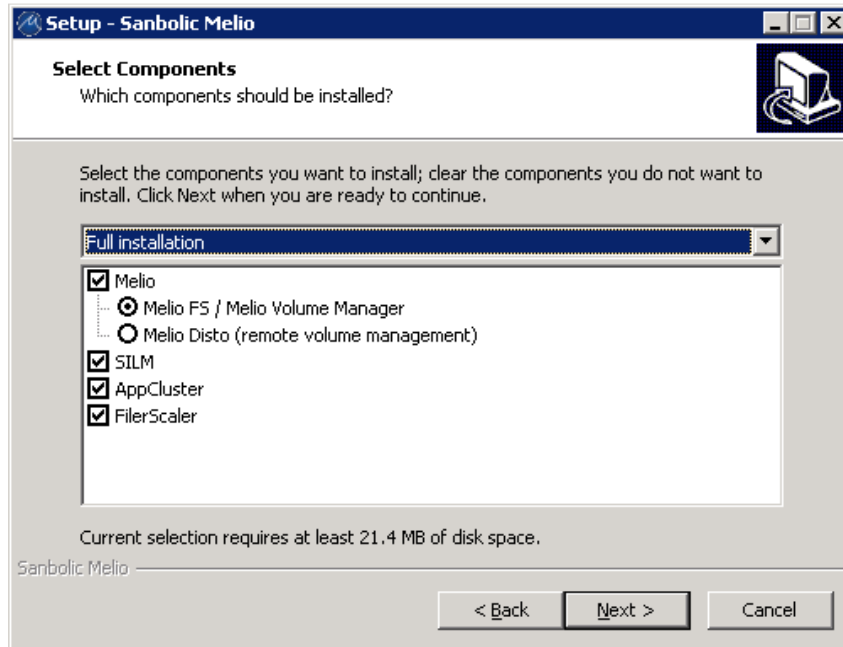 Setup - Sanbolic Melio
Select Components
Which components should be installed?
Select the components you want to install; clear the components you do not want to
install. Click Next when you are ready to continue.
Full installation
Melio
Melio FS / Melio Volume Manager
Melio Disto (remote volume management)
SILM
AppCluster
FilerScaler
Current selection requires at least 21.4 MB of disk space.
Sanbolic Melio
< Back Next > Cancel